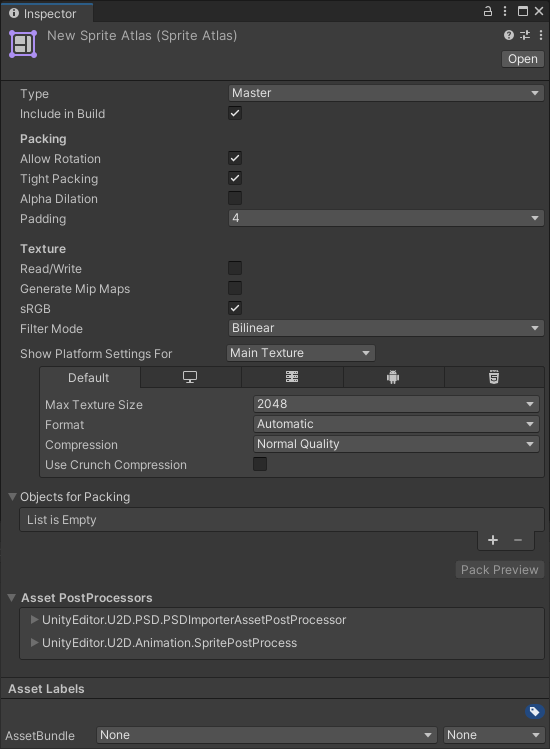 Inspector
New Sprite Atlas (Sprite Atlas)
Open
Type Master
Include in Build
Packing
Allow Rotation
Tight Packing
Alpha Dilation
Padding 4
Texture
Read/Write
Generate Mip Maps
sRGB
Filter Mode Bilinear
Show Platform Settings For Main Texture
Default
Max Texture Size 2048
Format Automatic
Compression Normal Quality
Use Crunch Compression
Objects for Packing
List is Empty
Pack Preview
Asset PostProcessors
UnityEditor.U2D.PSD.PSDImporterAssetPostProcessor
UnityEditor.U2D.Animation.SpritePostProcess
Asset Labels
AssetBundle None None